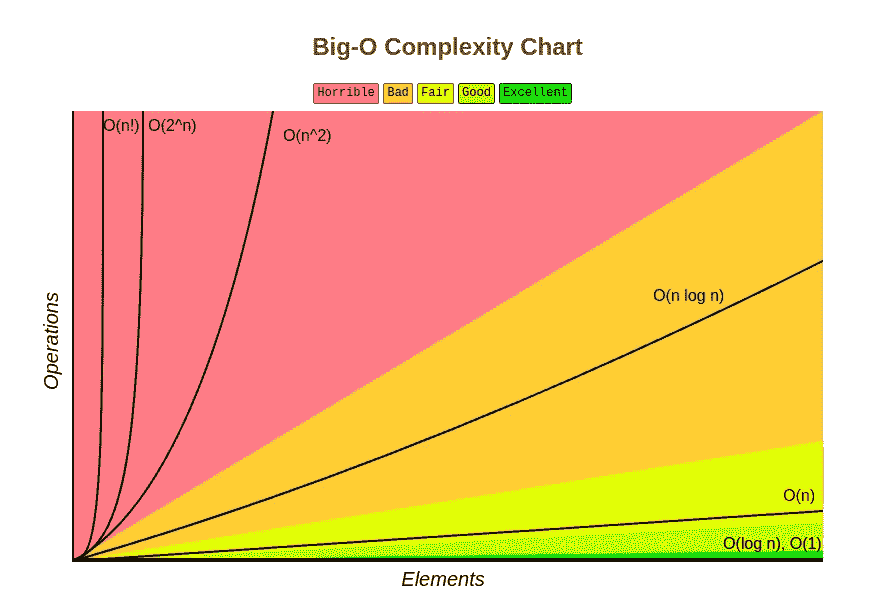 Big-O Complexity Chart
Horrible Bad Fair Good Excellent
O(n!) O(2^n)
O(n^2)
O(n log n)
O(n)
O(log n), O(1)
Operations
Elements